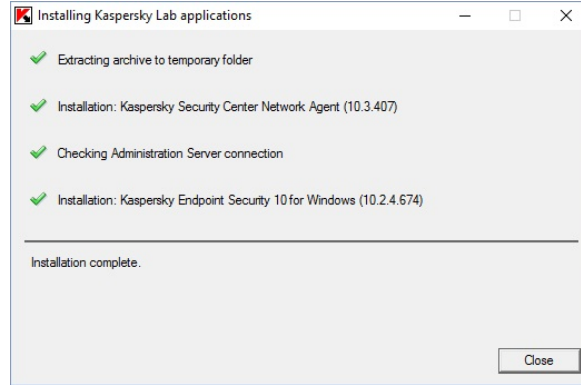 Installing Kaspersky Lab applications
Extracting archive to temporary folder
Installation: Kaspersky Security Center Network Agent (10.3.407)
Checking Administration Server connection
Installation: Kaspersky Endpoint Security 10 for Windows (10.2.4.674)
Installation complete.
Close